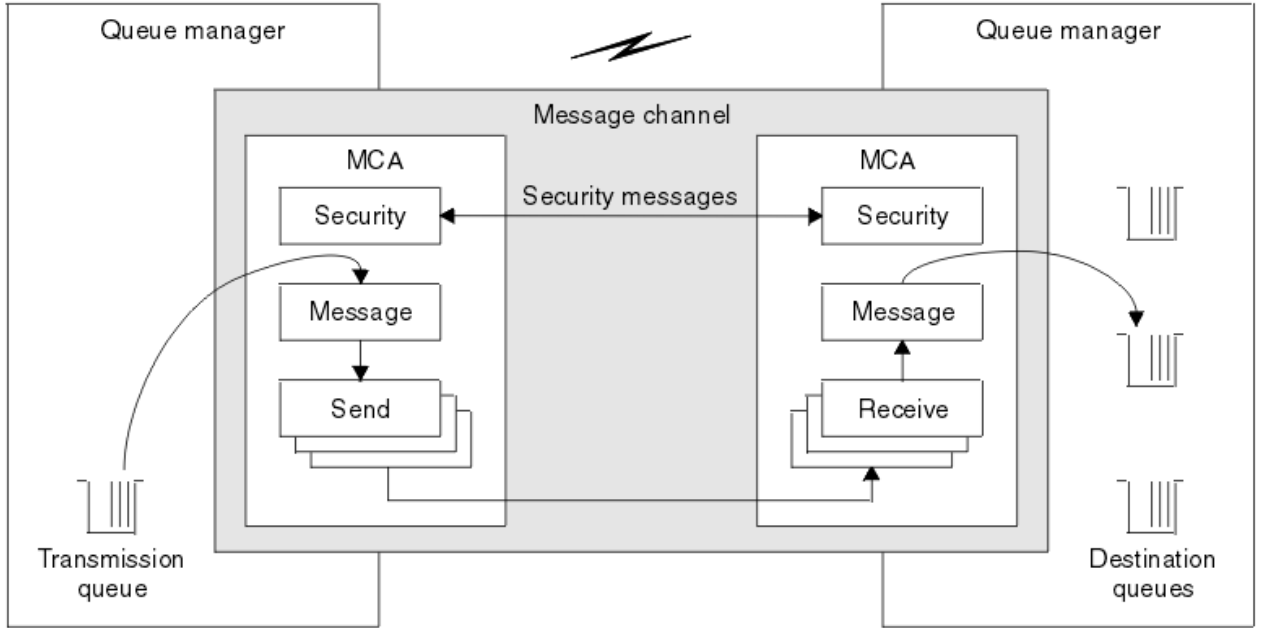 Queue manager
Queue manager
Message channel
MCA
MCA
Security messages
Security
Security
Message
Message
Send
Receive
Transmission
queue
Destination
queues